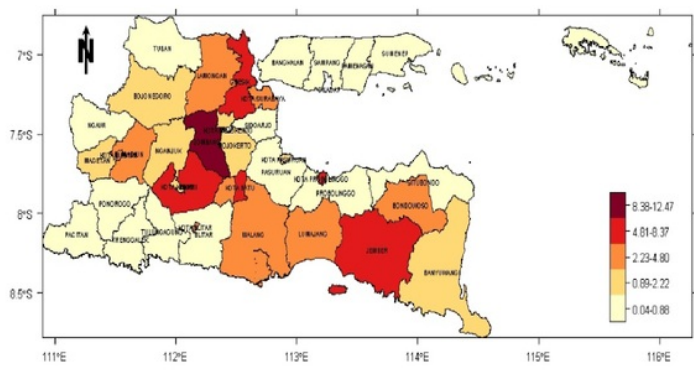 N
7°S
7.5°S
8°S
8.5°S
111°E
112°E
113°E
114°E
115°E
116°E
TUBAN
LAMONGAN
GRESIK
BANGKALAN
SAMPANG
PAMEKASAN
SUMENEP
BOJONEGORO
KOTA SURABAYA
SIDOARJO
NGAWI
MAGETAN
NGANJUK
MOJOKERTO
PASURUAN
PROBOLINGGO
SITUBONDO
BONDOWOSO
PONOROGO
KOTA BATU
PACITAN
TRENGGALEK
TULUNGAGUNG
BLITAR
MALANG
LUMAJANG
JEMBER
BANYUWANGI
8.38-12.47
4.81-8.37
2.23-4.80
0.89-2.22
0.04-0.88